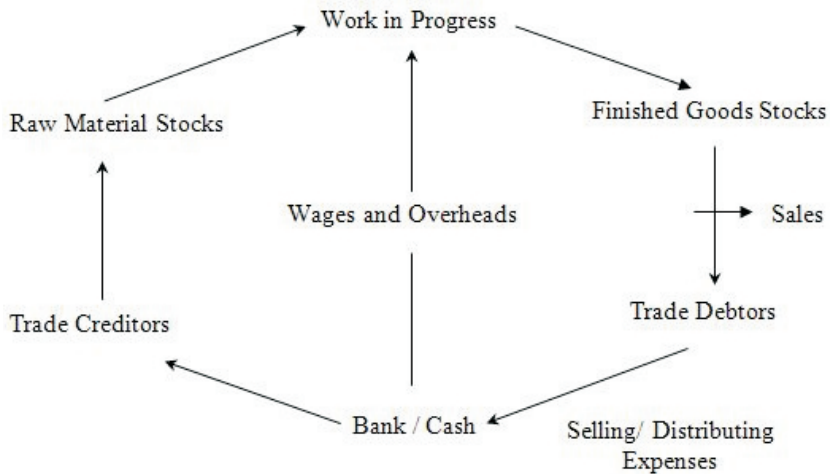 Work in Progress
Raw Material Stocks
Finished Goods Stocks
Wages and Overheads
Sales
Trade Creditors
Trade Debtors
Bank / Cash
Selling/ Distributing
Expenses